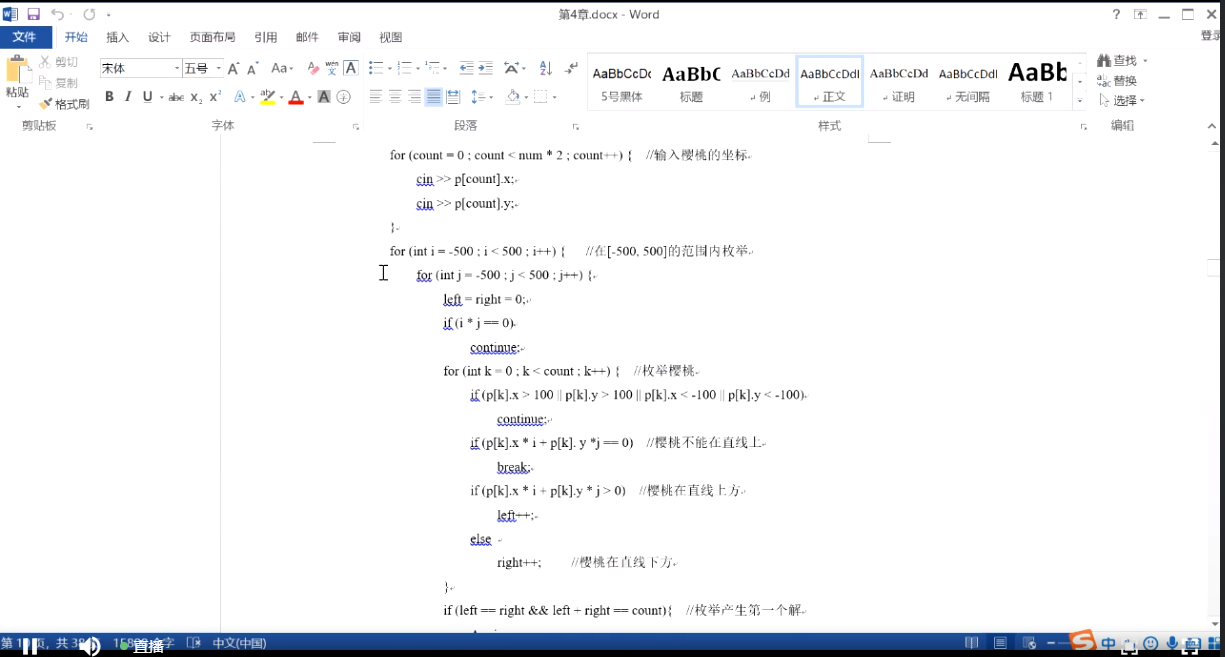 第4章.docx - Word
登录
文件 开始 插入 设计 页面布局 引用 邮件 审阅 视图
粘贴 剪切 复制 格式刷
宋体 五号
AaBbCcDc AaBbC AaBbCcDd AaBbCcDdI AaBbCcDd AaBbCcDdI AaBb
5号黑体 标题 例 正文 证明 无间隔 标题 1
查找 替换 选择
剪贴板 字体 段落 样式 编辑
for (count = 0 ; count < num * 2 ; count++) { //输入樱桃的坐标
cin >> p[count].x;
cin >> p[count].y;
}
for (int i = -500 ; i < 500 ; i++) { //在[-500, 500]的范围内枚举
for (int j = -500 ; j < 500 ; j++) {
left = right = 0;
if (i * j == 0)
continue;
for (int k = 0 ; k < count ; k++) { //枚举樱桃
if (p[k].x > 100 || p[k].y > 100 || p[k].x < -100 || p[k].y < -100)
continue;
if (p[k].x * i + p[k]. y *j == 0) //樱桃不能在直线上
break;
if (p[k].x * i + p[k].y * j > 0) //樱桃在直线上方
left++;
else
right++; //樱桃在直线下方
}
if (left == right && left + right == count){ //枚举产生第一个解
直播 中文(中国) 中